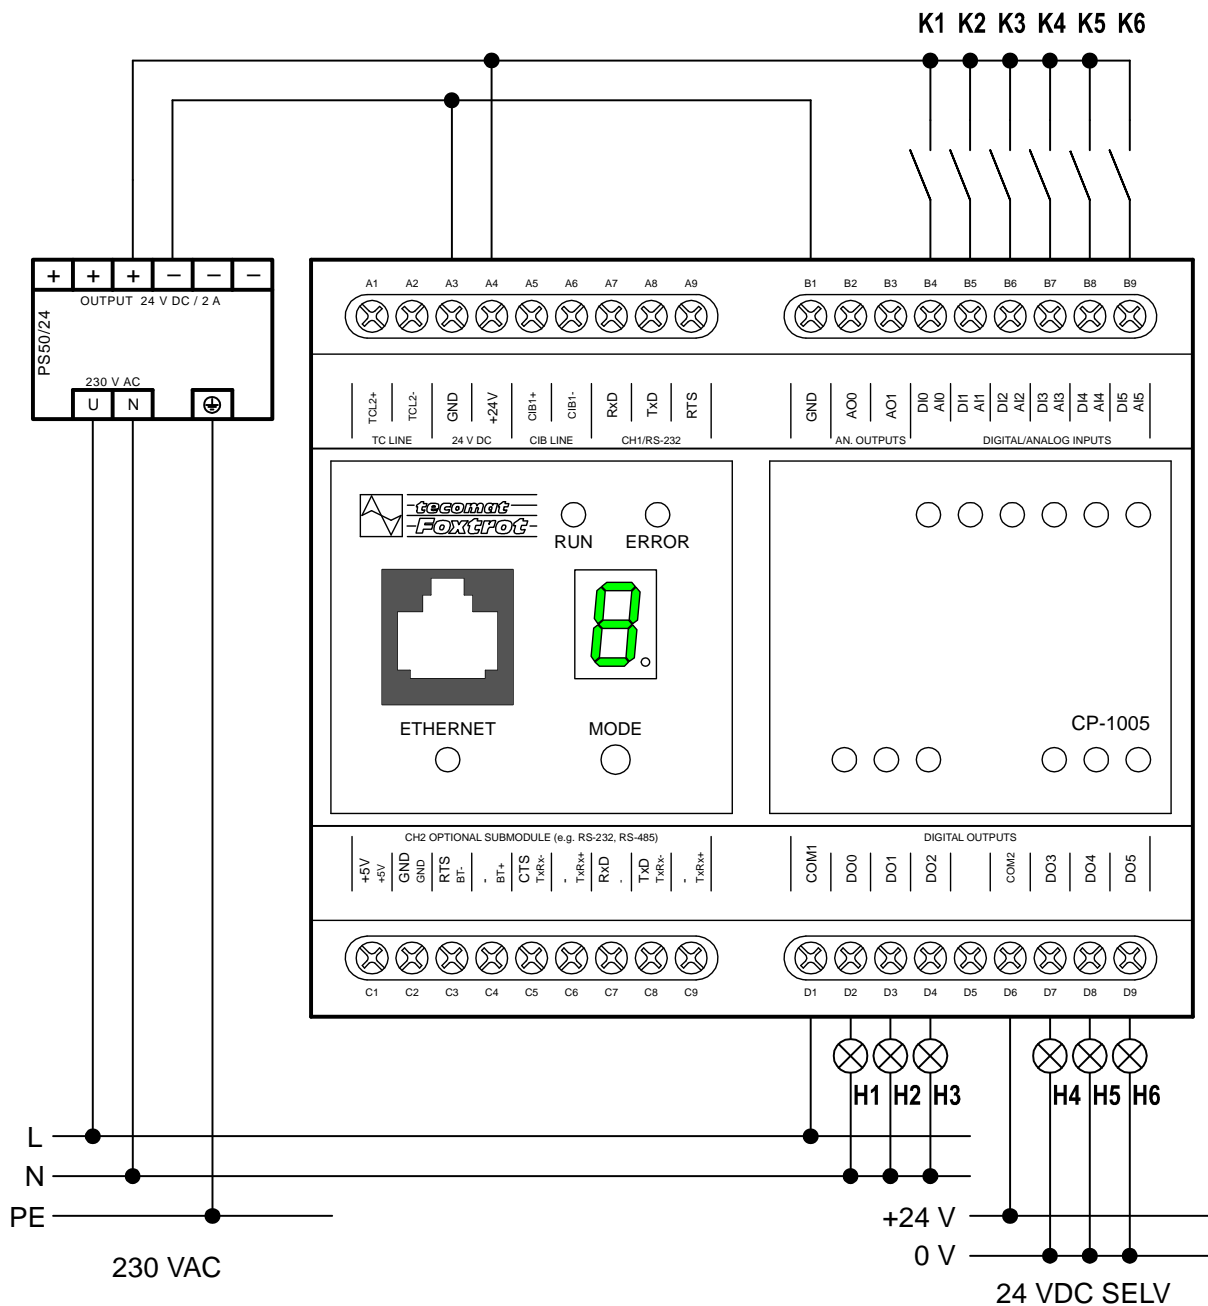 K1 K2 K3 K4 K5 K6
+ + + − − −
OUTPUT 24 V DC / 2 A
PS50/24
230 V AC
U N
A1 A2 A3 A4 A5 A6 A7 A8 A9
B1 B2 B3 B4 B5 B6 B7 B8 B9
TCL2+ TCL2- GND +24V CIB1+ CIB1- RxD TxD RTS
TC LINE 24 V DC CIB LINE CH1/RS-232
GND AO0 AO1 DI0 AI0 DI1 AI1 DI2 AI2 DI3 AI3 DI4 AI4 DI5 AI5
AN. OUTPUTS DIGITAL/ANALOG INPUTS
tecomat
Foxtrot
RUN ERROR
8.
ETHERNET MODE
CP-1005
CH2 OPTIONAL SUBMODULE (e.g. RS-232, RS-485)
+5V GND RTS - CTS - RxD TxD -
+5V GND BT- BT+ TxRx- TxRx+ - TxRx- TxRx+
DIGITAL OUTPUTS
COM1 DO0 DO1 DO2 COM2 DO3 DO4 DO5
C1 C2 C3 C4 C5 C6 C7 C8 C9
D1 D2 D3 D4 D5 D6 D7 D8 D9
H1 H2 H3 H4 H5 H6
L
N
PE
230 VAC
+24 V
0 V
24 VDC SELV